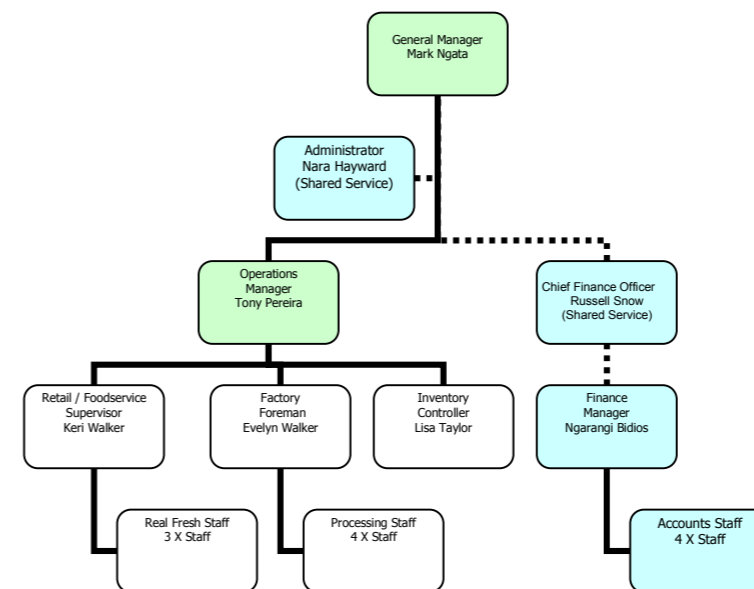 General Manager
Mark Ngata
Administrator
Nara Hayward
(Shared Service)
Operations
Manager
Tony Pereira
Chief Finance Officer
Russell Snow
(Shared Service)
Retail / Foodservice
Supervisor
Keri Walker
Factory
Foreman
Evelyn Walker
Inventory
Controller
Lisa Taylor
Finance
Manager
Ngarangi Bidios
Real Fresh Staff
3 X Staff
Processing Staff
4 X Staff
Accounts Staff
4 X Staff